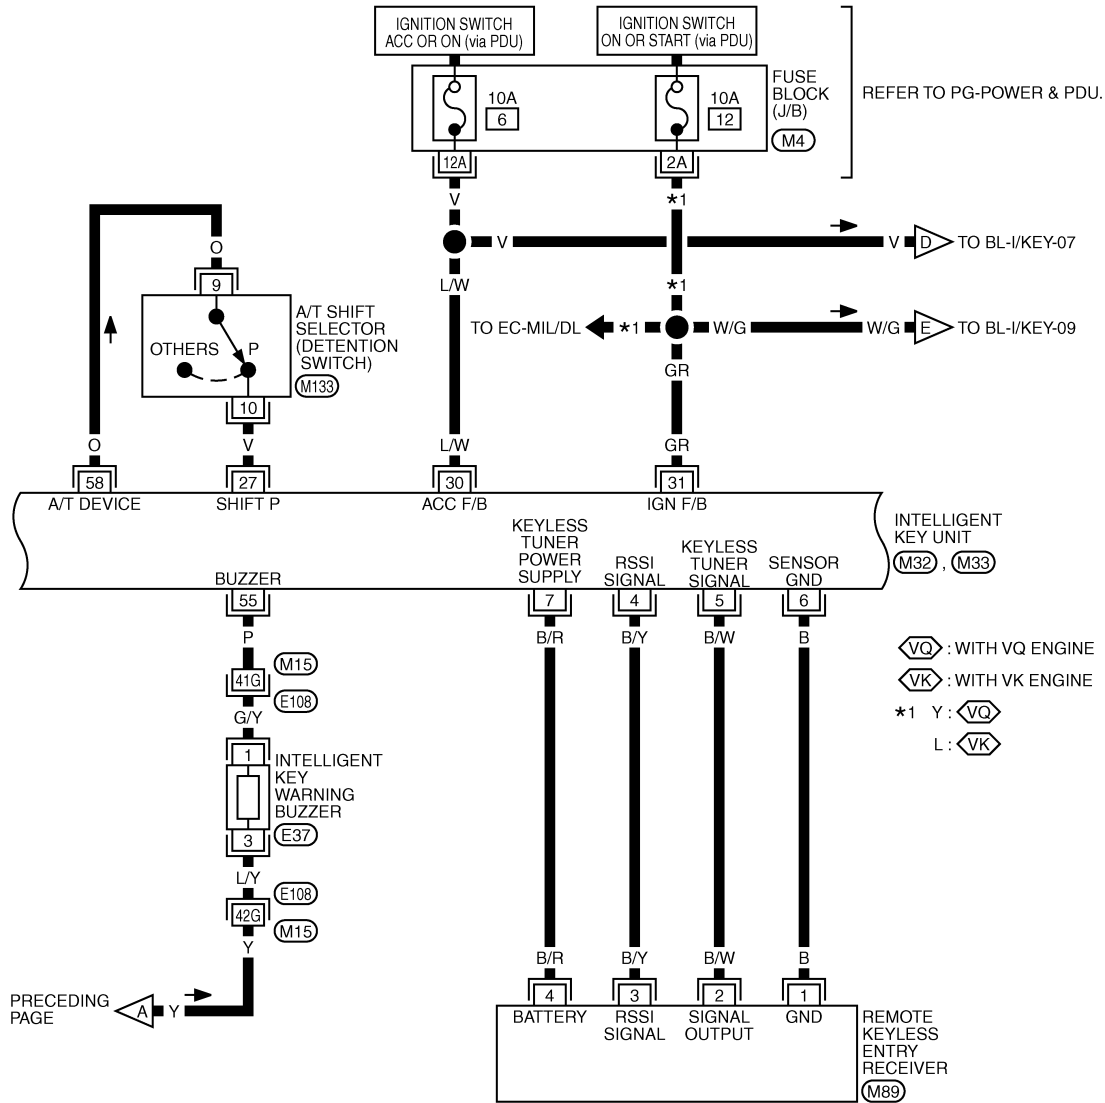 IGNITION SWITCH
ACC OR ON (via PDU)
IGNITION SWITCH
ON OR START (via PDU)
10A
6
10A
12
FUSE
BLOCK
(J/B)
M4
REFER TO PG-POWER & PDU.
12A
2A
V
*1
V
V
D
TO BL-I/KEY-07
O
9
L/W
*1
A/T SHIFT
SELECTOR
(DETENTION
SWITCH)
M133
OTHERS
P
10
TO EC-MIL/DL
*1
W/G
W/G
E
TO BL-I/KEY-09
GR
O
V
L/W
GR
58
27
30
31
A/T DEVICE
SHIFT P
ACC F/B
IGN F/B
INTELLIGENT
KEY UNIT
M32 , M33
BUZZER
KEYLESS
TUNER
POWER
SUPPLY
RSSI
SIGNAL
KEYLESS
TUNER
SIGNAL
SENSOR
GND
55
7
4
5
6
P
B/R
B/Y
B/W
B
VQ : WITH VQ ENGINE
VK : WITH VK ENGINE
*1 Y : VQ
L : VK
M15
41G
E108
G/Y
1
INTELLIGENT
KEY
WARNING
BUZZER
E37
3
L/Y
E108
42G
M15
Y
PRECEDING
PAGE
A
Y
B/R
B/Y
B/W
B
4
3
2
1
BATTERY
RSSI
SIGNAL
SIGNAL
OUTPUT
GND
REMOTE
KEYLESS
ENTRY
RECEIVER
M89